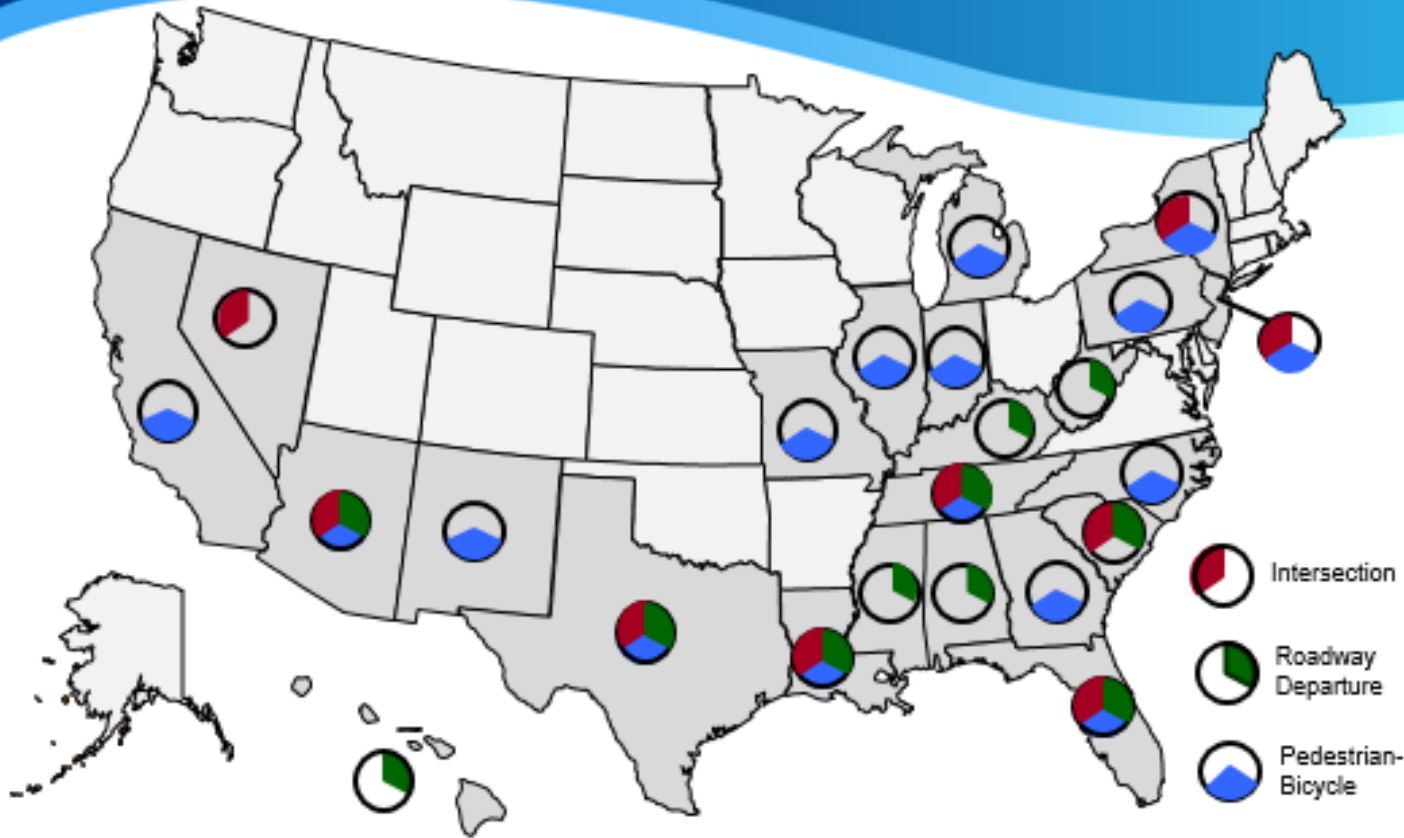 Intersection
Roadway
Departure
Pedestrian-
Bicycle